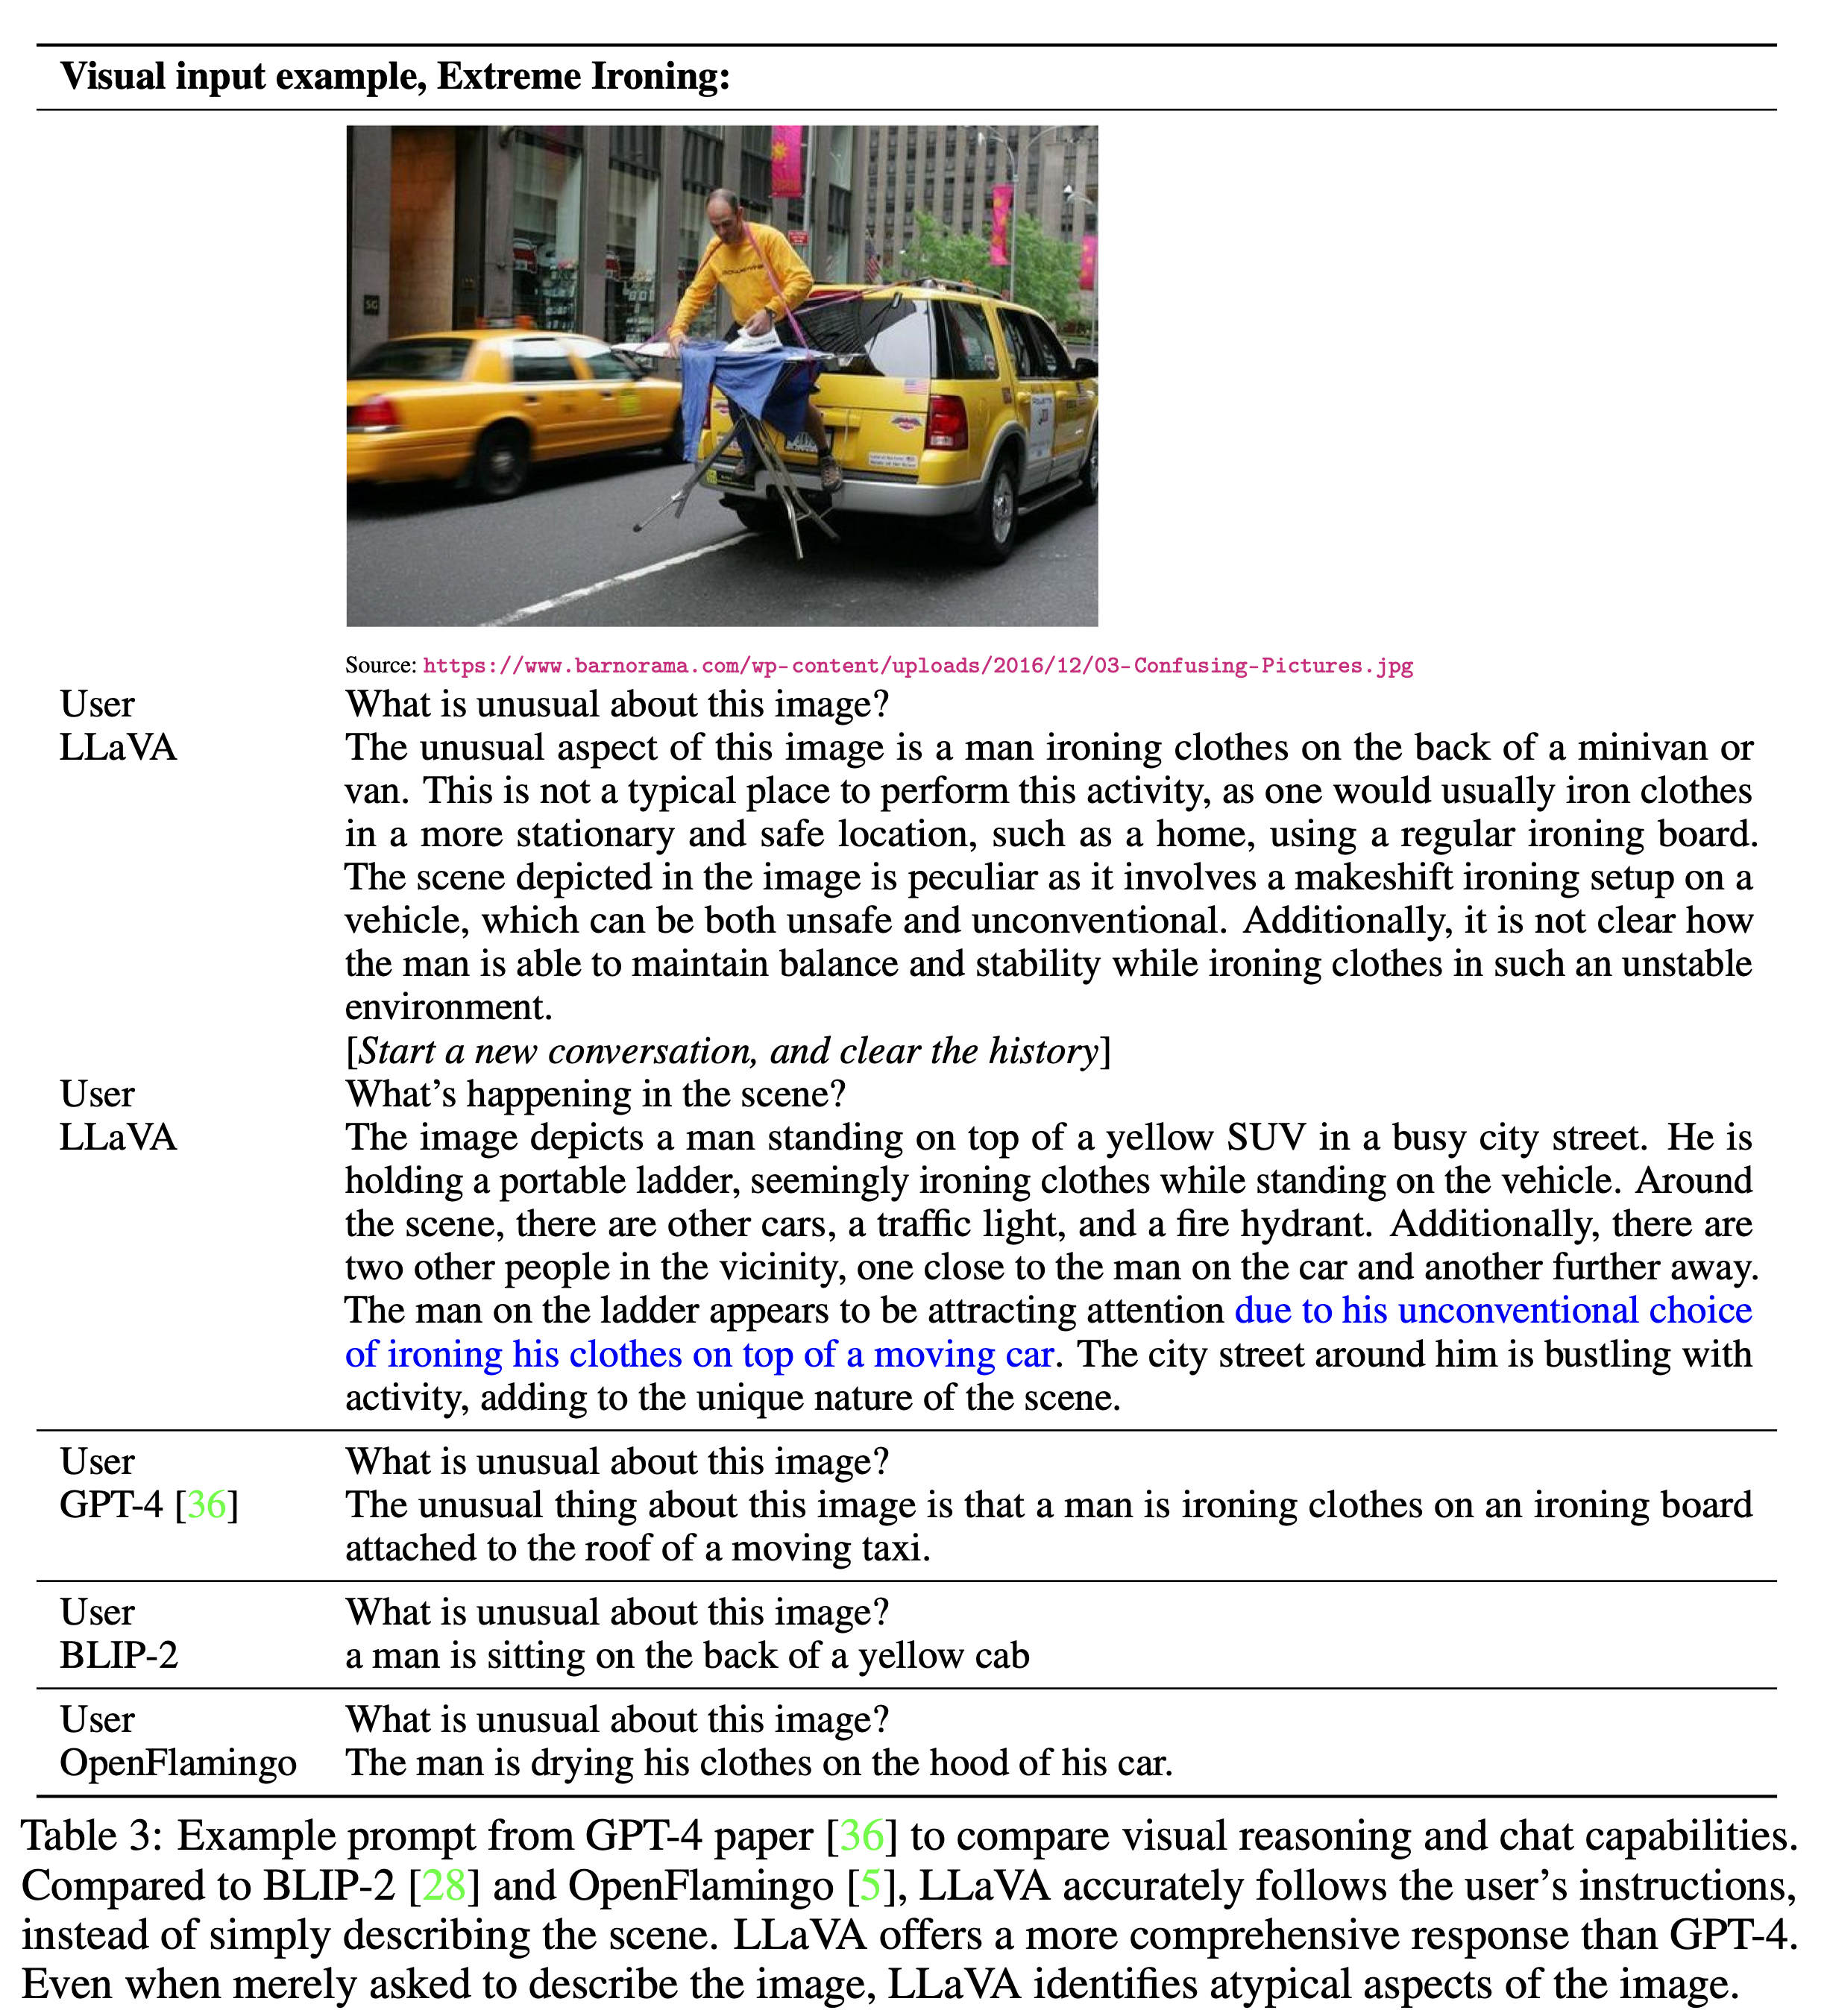 Visual input example, Extreme Ironing:
SG
Source: https://www.barnorama.com/wp-content/uploads/2016/12/03-Confusing-Pictures.jpg
User What is unusual about this image?
LLaVA The unusual aspect of this image is a man ironing clothes on the back of a minivan or
van. This is not a typical place to perform this activity, as one would usually iron clothes
in a more stationary and safe location, such as a home, using a regular ironing board.
The scene depicted in the image is peculiar as it involves a makeshift ironing setup on a
vehicle, which can be both unsafe and unconventional. Additionally, it is not clear how
the man is able to maintain balance and stability while ironing clothes in such an unstable
environment.
[Start a new conversation, and clear the history]
User What’s happening in the scene?
LLaVA The image depicts a man standing on top of a yellow SUV in a busy city street. He is
holding a portable ladder, seemingly ironing clothes while standing on the vehicle. Around
the scene, there are other cars, a traffic light, and a fire hydrant. Additionally, there are
two other people in the vicinity, one close to the man on the car and another further away.
The man on the ladder appears to be attracting attention due to his unconventional choice
of ironing his clothes on top of a moving car. The city street around him is bustling with
activity, adding to the unique nature of the scene.
User What is unusual about this image?
GPT-4 [36] The unusual thing about this image is that a man is ironing clothes on an ironing board
attached to the roof of a moving taxi.
User What is unusual about this image?
BLIP-2 a man is sitting on the back of a yellow cab
User What is unusual about this image?
OpenFlamingo The man is drying his clothes on the hood of his car.
Table 3: Example prompt from GPT-4 paper [36] to compare visual reasoning and chat capabilities.
Compared to BLIP-2 [28] and OpenFlamingo [5], LLaVA accurately follows the user’s instructions,
instead of simply describing the scene. LLaVA offers a more comprehensive response than GPT-4.
Even when merely asked to describe the image, LLaVA identifies atypical aspects of the image.